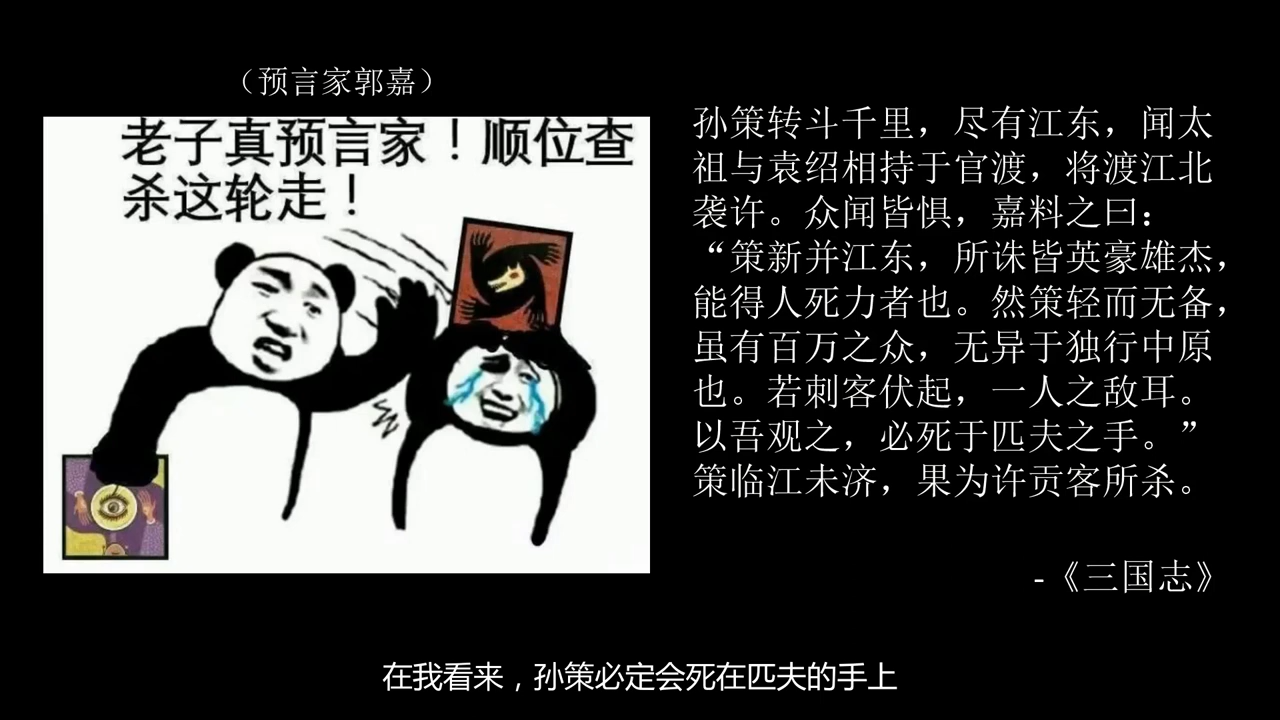 （预言家郭嘉）
老子真预言家！顺位查
杀这轮走！
孙策转斗千里，尽有江东，闻太
祖与袁绍相持于官渡，将渡江北
袭许。众闻皆惧，嘉料之曰：
“策新并江东，所诛皆英豪雄杰，
能得人死力者也。然策轻而无备，
虽有百万之众，无异于独行中原
也。若刺客伏起，一人之敌耳。
以吾观之，必死于匹夫之手。”
策临江未济，果为许贡客所杀。
-《三国志》
在我看来，孙策必定会死在匹夫的手上